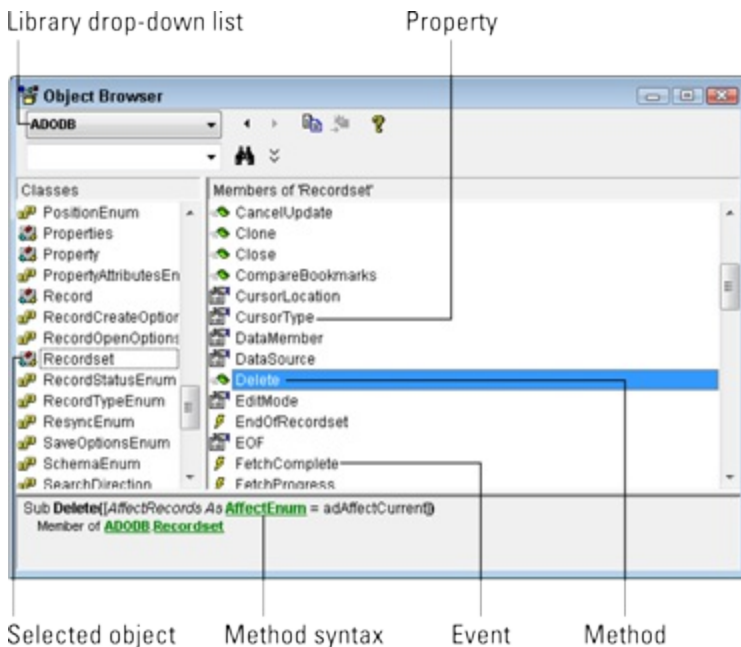 Library drop-down list
Property
Object Browser
ADODB
Classes
Members of 'Recordset'
PositionEnum
Properties
Property
PropertyAttributesEn
Record
RecordCreateOption
RecordOpenOptions
Recordset
RecordStatusEnum
RecordTypeEnum
ResyncEnum
SaveOptionsEnum
SchemaEnum
SearchDirection
CancelUpdate
Clone
Close
CompareBookmarks
CursorLocation
CursorType
DataMember
DataSource
Delete
EditMode
EndOfRecordset
EOF
FetchComplete
FetchProgress
Sub Delete([AffectRecords As AffectEnum = adAffectCurrent])
Member of ADODB.Recordset
Selected object
Method syntax
Event
Method